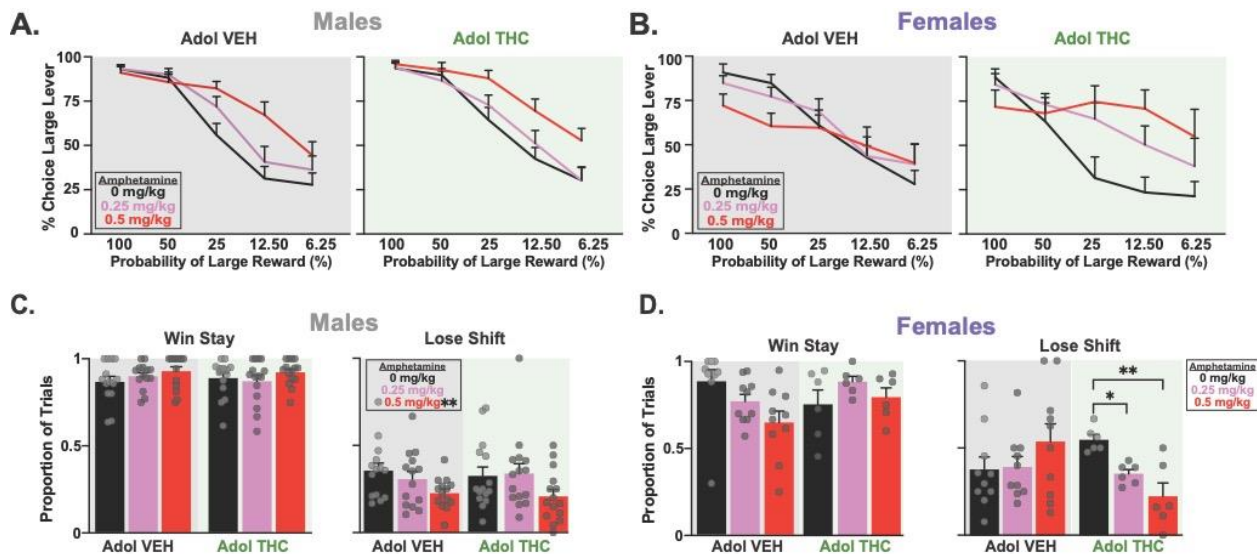 A.
Males
Adol VEH
Adol THC
% Choice Large Lever
100
75
50
25
0
Amphetamine
0 mg/kg
0.25 mg/kg
0.5 mg/kg
100 50 25 12.50 6.25
Probability of Large Reward (%)
100 50 25 12.50 6.25
Probability of Large Reward (%)
B.
Females
Adol VEH
Adol THC
% Choice Large Lever
100
75
50
25
0
Amphetamine
0 mg/kg
0.25 mg/kg
0.5 mg/kg
100 50 25 12.50 6.25
Probability of Large Reward (%)
100 50 25 12.50 6.25
Probability of Large Reward (%)
C.
Males
Win Stay
Lose Shift
Proportion of Trials
1
0.5
0
Adol VEH Adol THC
1
0.5
0
Amphetamine
0 mg/kg
0.25 mg/kg
0.5 mg/kg
**
Adol VEH Adol THC
D.
Females
Win Stay
Lose Shift
Proportion of Trials
1
0.5
0
Adol VEH Adol THC
1
0.5
0
**
*
Amphetamine
0 mg/kg
0.25 mg/kg
0.5 mg/kg
Adol VEH Adol THC